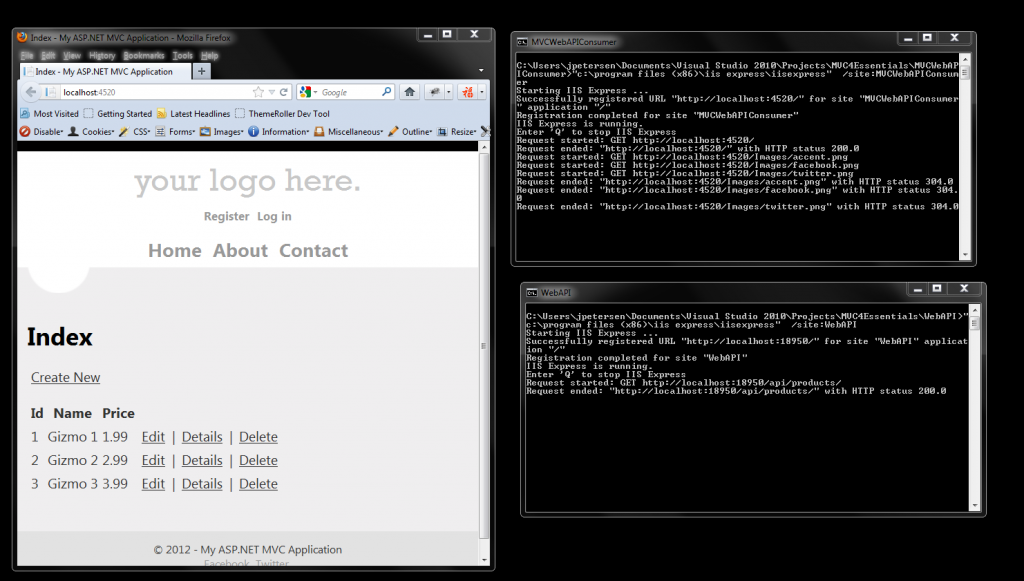 Index - My ASP.NET MVC Application - Mozilla Firefox
File Edit View History Bookmarks Tools Help
Index - My ASP.NET MVC Application +
localhost:4520 Google
Most Visited Getting Started Latest Headlines ThemeRoller Dev Tool
Disable Cookies CSS Forms Images Information Miscellaneous Outline Resize
your logo here.
Register Log in
Home About Contact
Index
Create New
Id Name Price
1 Gizmo 1 1.99 Edit | Details | Delete
2 Gizmo 2 2.99 Edit | Details | Delete
3 Gizmo 3 3.99 Edit | Details | Delete
© 2012 - My ASP.NET MVC Application
Facebook Twitter
MVCWebAPIConsumer
C:\Users\jpetersen\Documents\Visual Studio 2010\Projects\MVC4Essentials\MVCWebAP
IConsumer>"c:\program files (x86)\iis express\iisexpress" /site:MVCWebAPIConsum
er
Starting IIS Express ...
Successfully registered URL "http://localhost:4520/" for site "MVCWebAPIConsumer
" application "/"
Registration completed for site "MVCWebAPIConsumer"
IIS Express is running.
Enter 'Q' to stop IIS Express
Request started: GET http://localhost:4520/
Request ended: "http://localhost:4520/" with HTTP status 200.0
Request started: GET http://localhost:4520/Images/accent.png
Request started: GET http://localhost:4520/Images/facebook.png
Request started: GET http://localhost:4520/Images/twitter.png
Request ended: "http://localhost:4520/Images/accent.png" with HTTP status 304.0
Request ended: "http://localhost:4520/Images/facebook.png" with HTTP status 304.
0
Request ended: "http://localhost:4520/Images/twitter.png" with HTTP status 304.0
WebAPI
C:\Users\jpetersen\Documents\Visual Studio 2010\Projects\MVC4Essentials\WebAPI>"
c:\program files (x86)\iis express\iisexpress" /site:WebAPI
Starting IIS Express ...
Successfully registered URL "http://localhost:18950/" for site "WebAPI" applicat
ion "/"
Registration completed for site "WebAPI"
IIS Express is running.
Enter 'Q' to stop IIS Express
Request started: GET http://localhost:18950/api/products/
Request ended: "http://localhost:18950/api/products/" with HTTP status 200.0